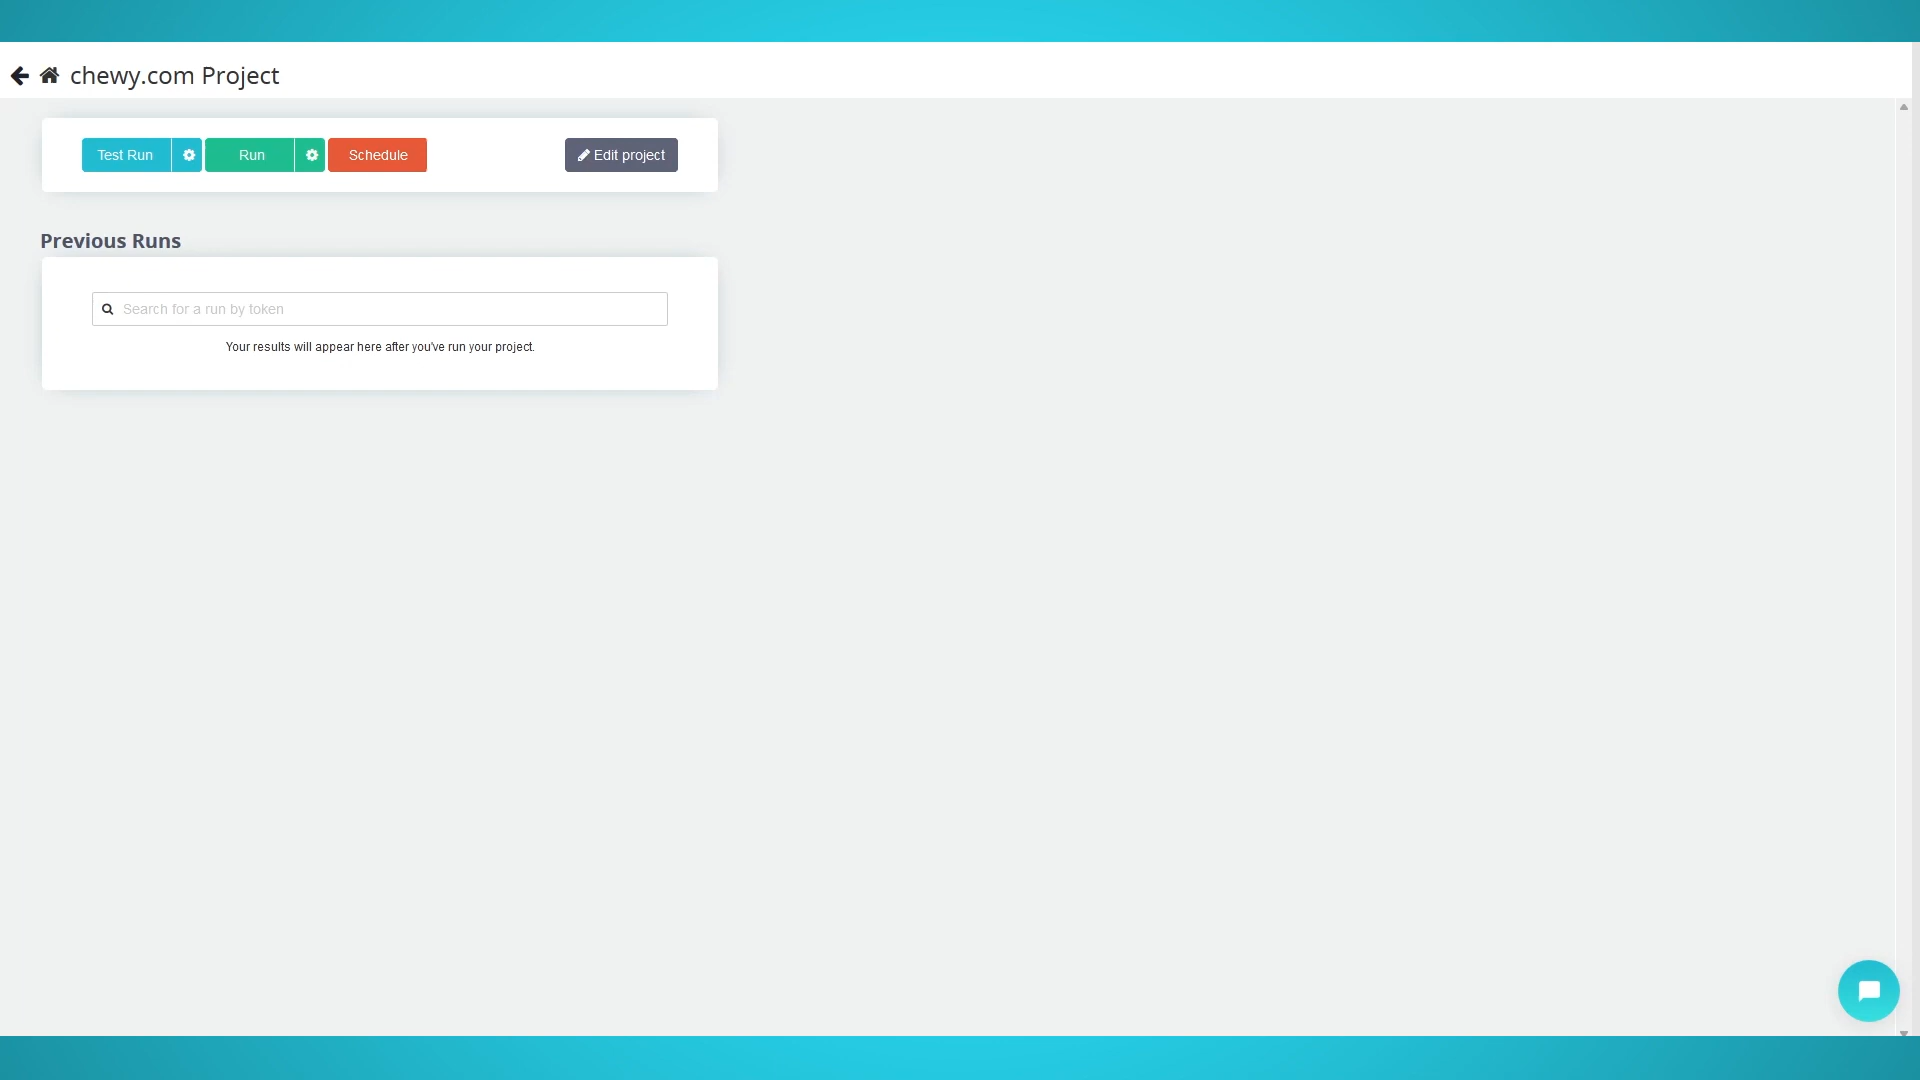 chewy.com Project
Test Run
Run
Schedule
Edit project
Previous Runs
Search for a run by token
Your results will appear here after you've run your project.